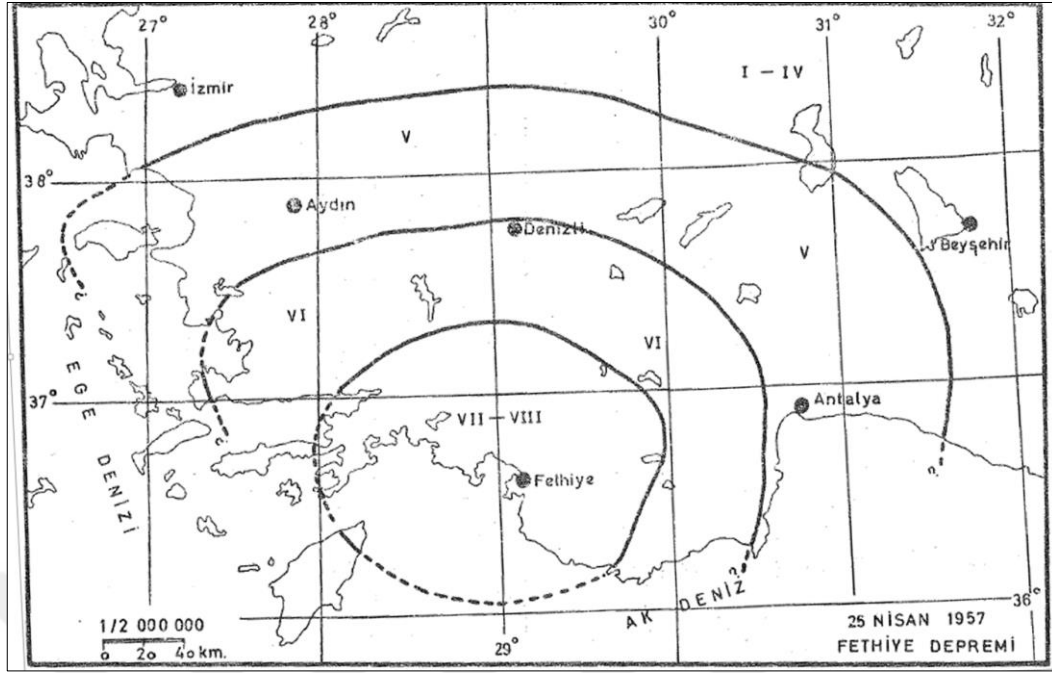 27°
28°
30°
31°
32°
I – IV
İzmir
V
38°
Aydın
Denizli
V
Beyşehir
VI
VI
37°
VII – VIII
Antalya
Felhiye
EGE DENİZİ
AK DENİZ
36°
1/2 000 000
0 20 40 km.
29°
25 NİSAN 1957
FETHİYE DEPREMİ